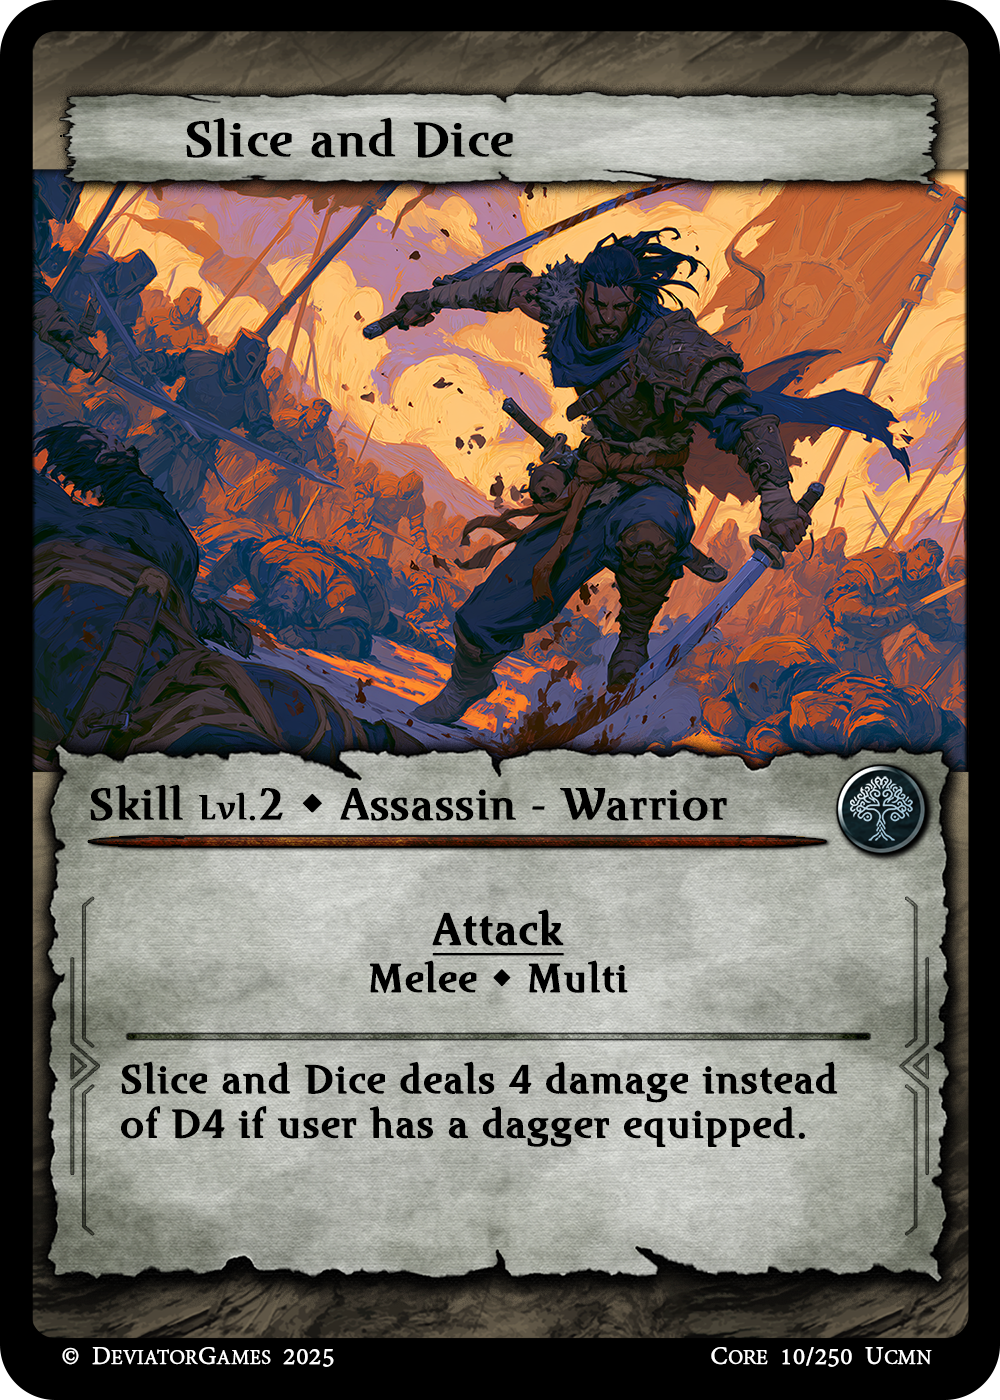 Slice and Dice
Skill Lvl.2 ◆ Assassin - Warrior
Attack
Melee ◆ Multi
Slice and Dice deals 4 damage instead
of D4 if user has a dagger equipped.
© DeviatorGames 2025
Core 10/250 Ucmn